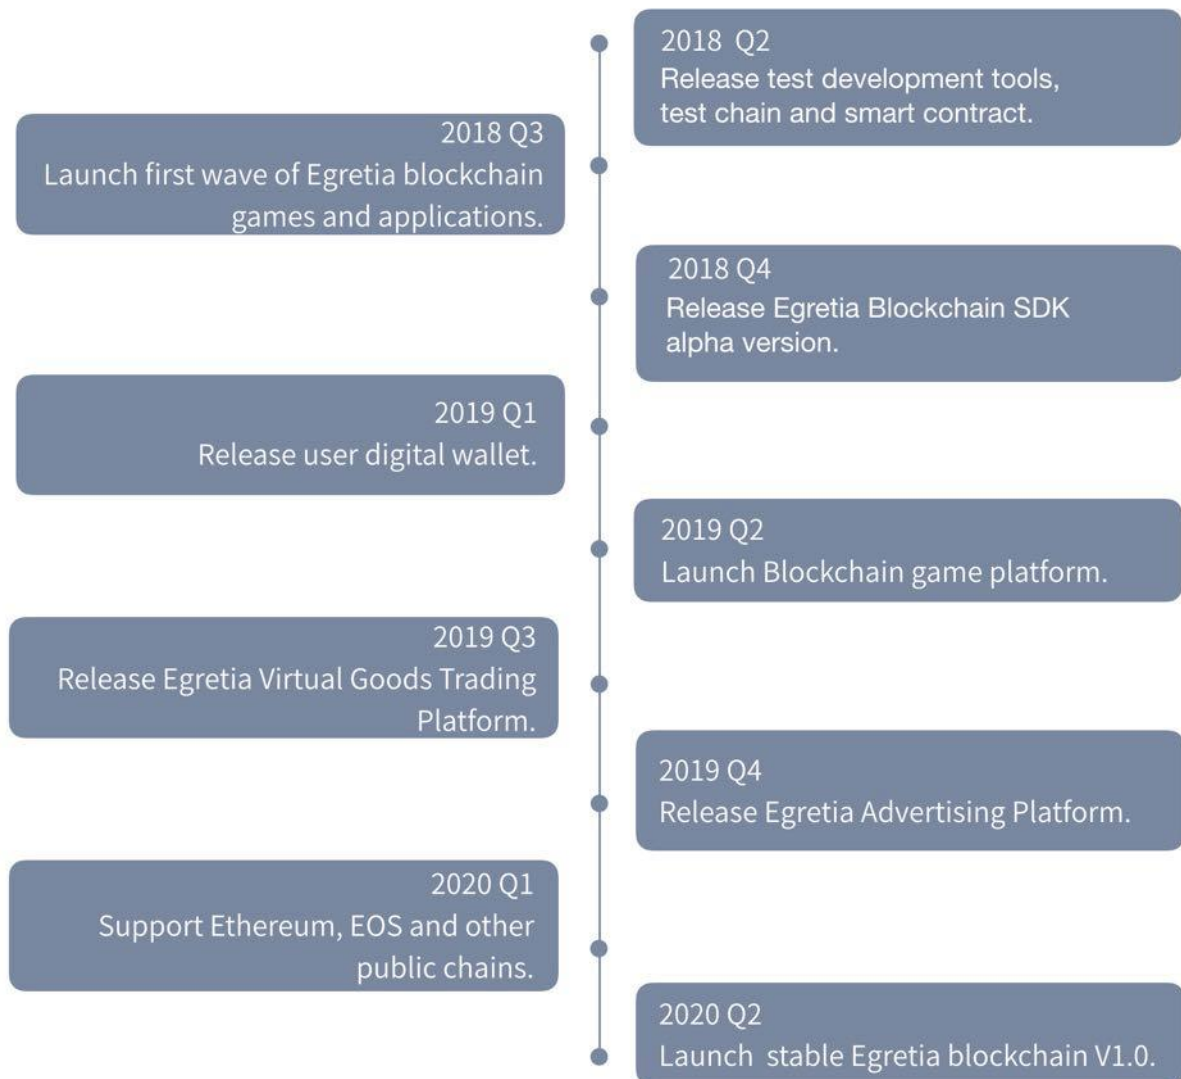 2018 Q2
Release test development tools,
test chain and smart contract.
2018 Q3
Launch first wave of Egretia blockchain
games and applications.
2018 Q4
Release Egretia Blockchain SDK
alpha version.
2019 Q1
Release user digital wallet.
2019 Q2
Launch Blockchain game platform.
2019 Q3
Release Egretia Virtual Goods Trading
Platform.
2019 Q4
Release Egretia Advertising Platform.
2020 Q1
Support Ethereum, EOS and other
public chains.
2020 Q2
Launch stable Egretia blockchain V1.0.